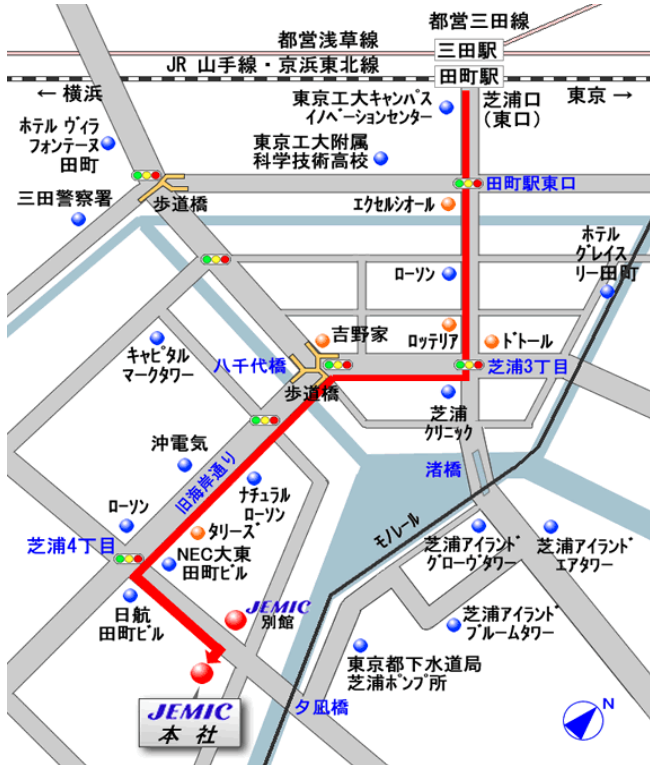 都営三田線
都営浅草線
三田駅
JR 山手線・京浜東北線
田町駅
← 横浜
東京 →
東京工大キャンパス
イノベーションセンター
芝浦口
(東口)
ホテル ヴィラ
フォンテーヌ
田町
東京工大附属
科学技術高校
田町駅東口
三田警察署
歩道橋
エクセルシオール
ホテル
グレイス
リー田町
ローソン
吉野家
ロッテリア
ドトール
キャピタル
マークタワー
八千代橋
芝浦3丁目
歩道橋
芝浦
クリニック
沖電気
旧海岸通り
渚橋
ナチュラル
ローソン
ローソン
タリーズ
モノレール
芝浦4丁目
NEC大東
田町ビル
芝浦アイランド
グローヴタワー
芝浦アイランド
エアタワー
日航
田町ビル
JEMIC
別館
芝浦アイランド
ブルームタワー
東京都下水道局
芝浦ポンプ所
JEMIC
本 社
夕凪橋
N